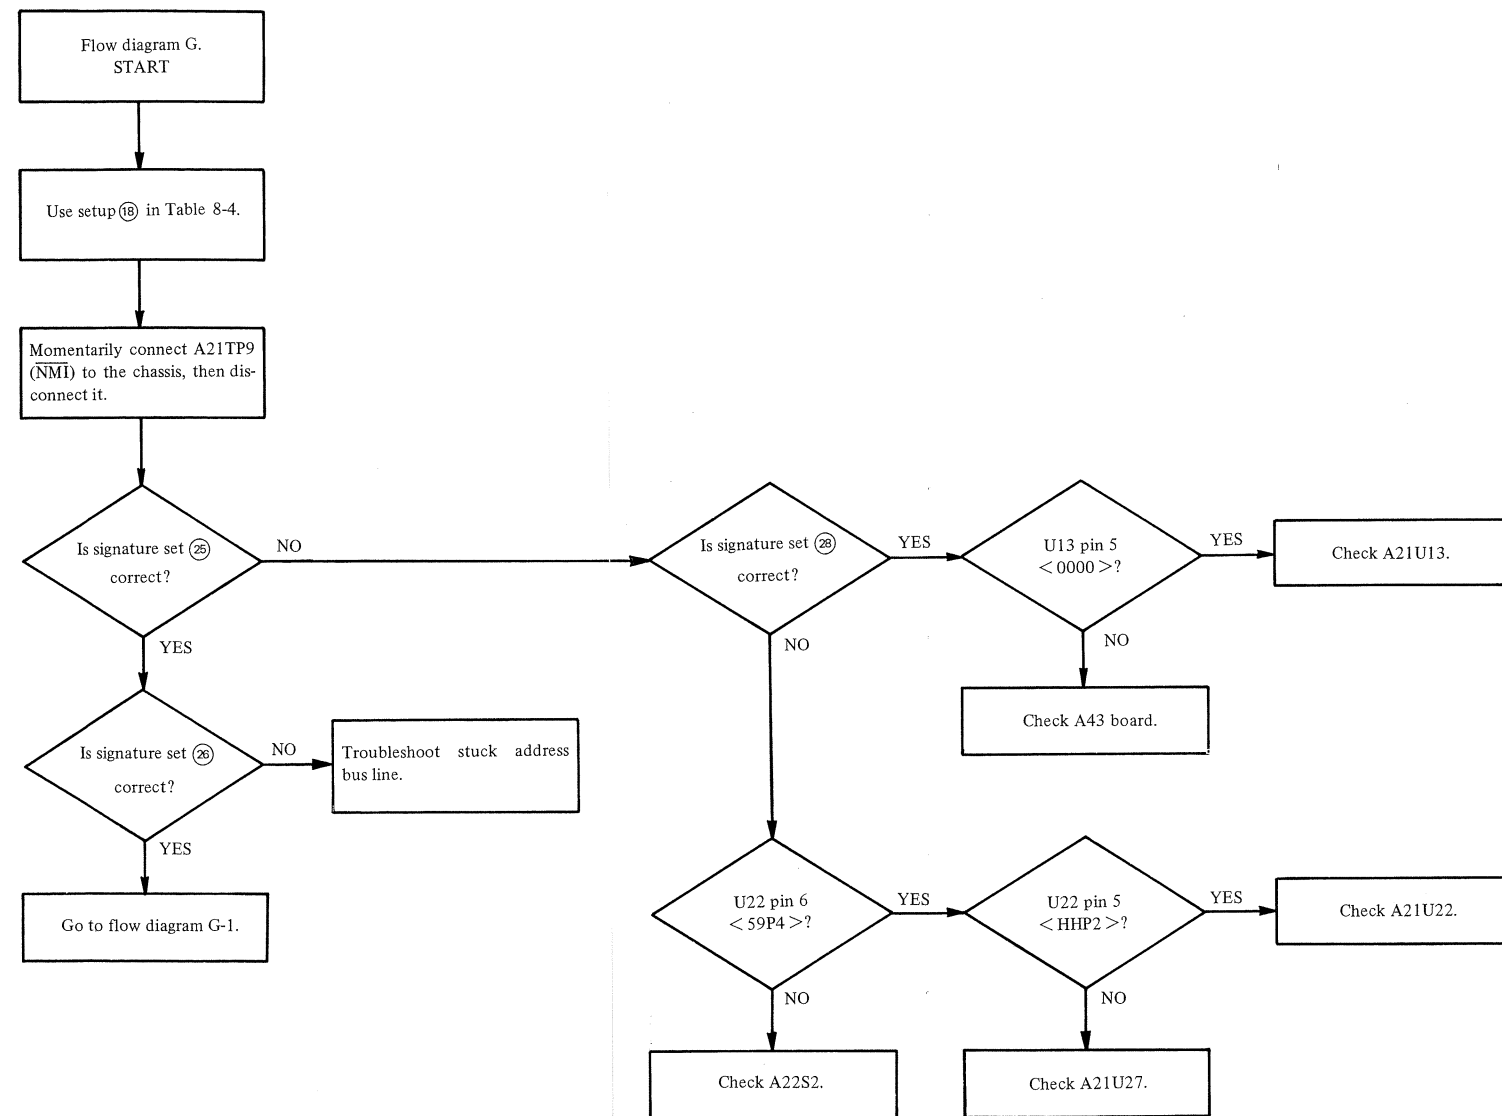 Flow diagram G.
START
Use setup ⑱ in Table 8-4.
Momentarily connect A21TP9
(N̅M̅I̅) to the chassis, then dis-
connect it.
Is signature set ㉕
correct?
NO
YES
Is signature set ㉖
correct?
NO
Troubleshoot stuck address
bus line.
YES
Go to flow diagram G-1.
Is signature set ㉘
correct?
YES
U13 pin 5
<0000>?
YES
Check A21U13.
NO
Check A43 board.
NO
U22 pin 6
<59P4>?
YES
U22 pin 5
<HHP2>?
YES
Check A21U22.
NO
Check A22S2.
NO
Check A21U27.